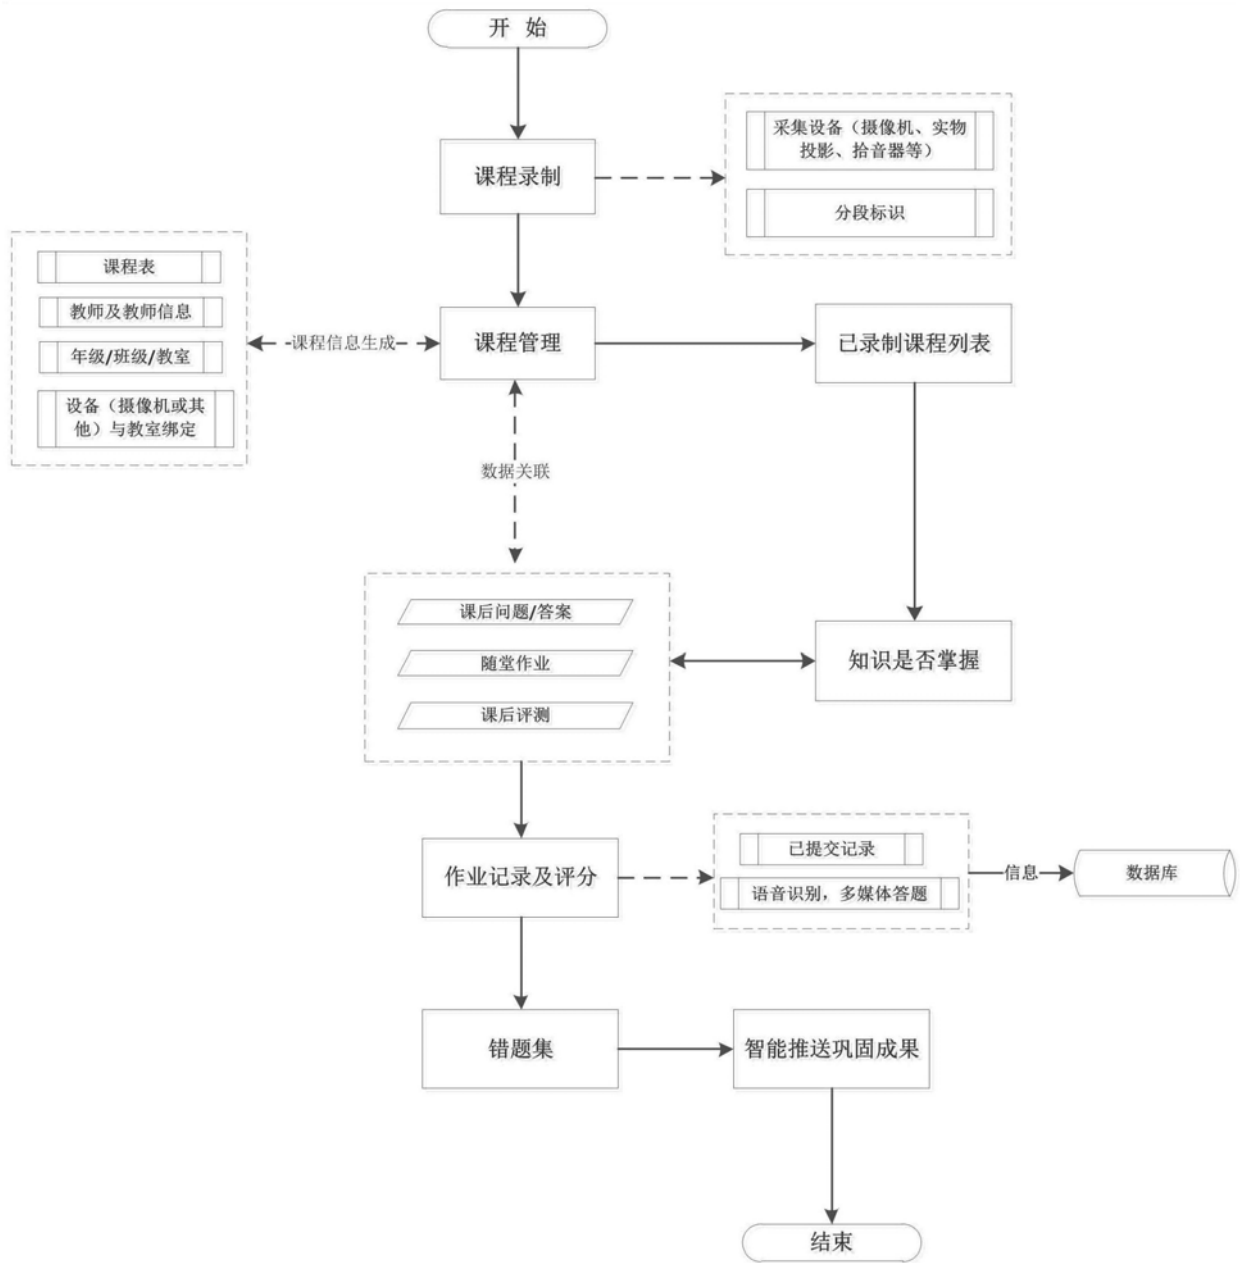 开 始
课程录制
采集设备（摄像机、实物
投影、拾音器等）
分段标识
课程表
教师及教师信息
年级/班级/教室
设备（摄像机或其
他）与教室绑定
课程信息生成
课程管理
已录制课程列表
数据关联
课后问题/答案
随堂作业
课后评测
知识是否掌握
作业记录及评分
已提交记录
语音识别，多媒体答题
信息
数据库
错题集
智能推送巩固成果
结束